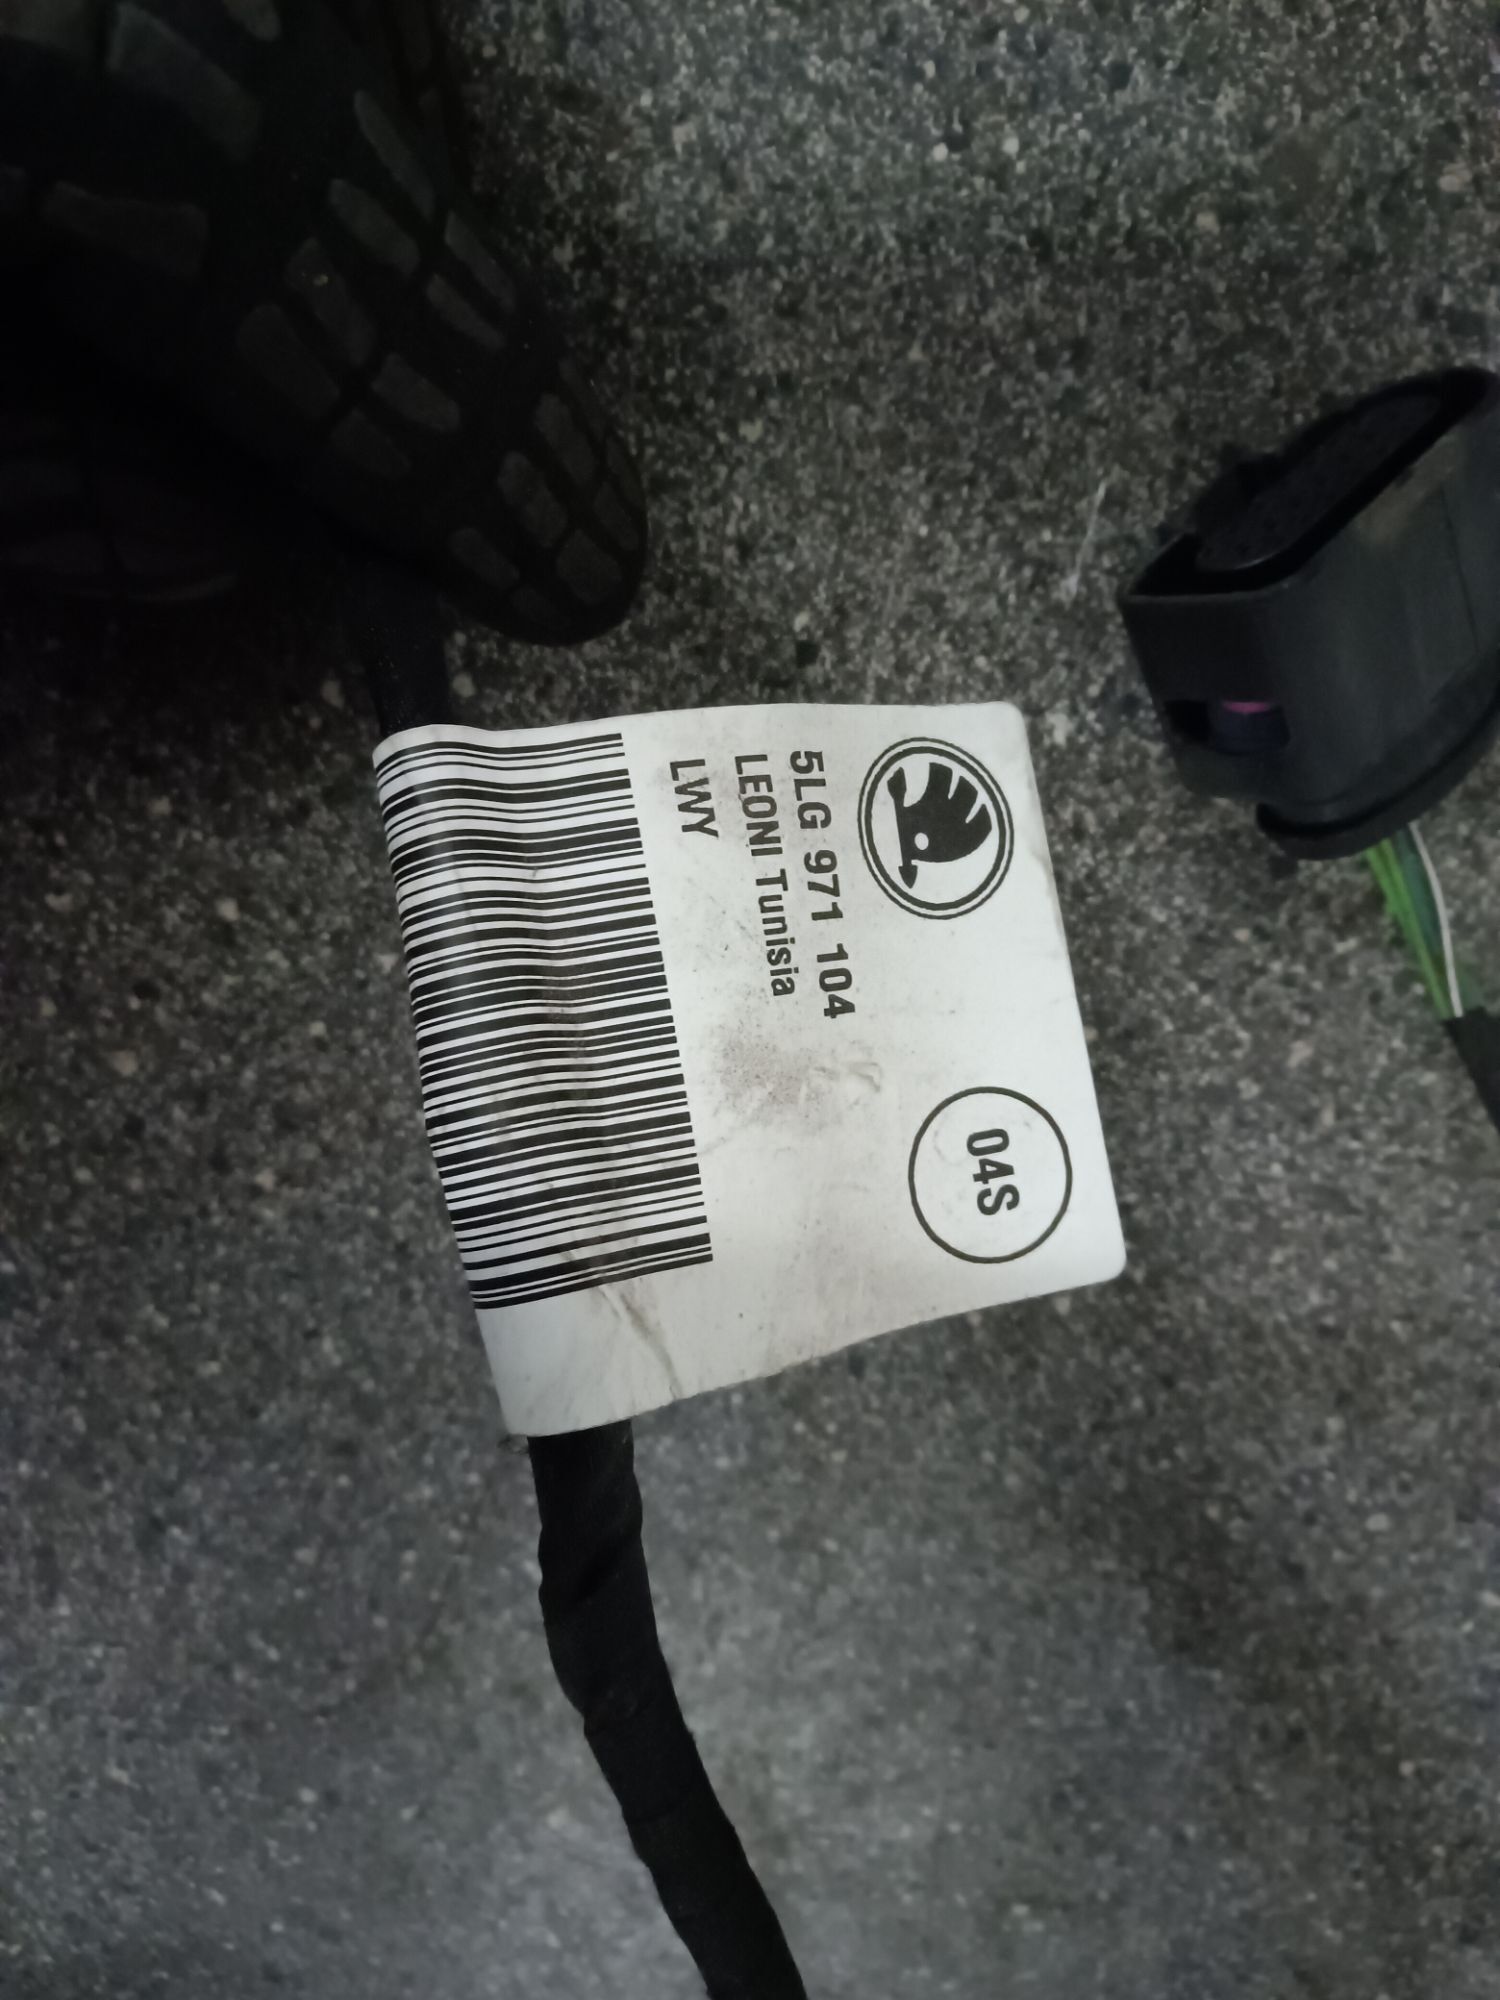 5LG 971 104
LEONI Tunisia
LWY
04S